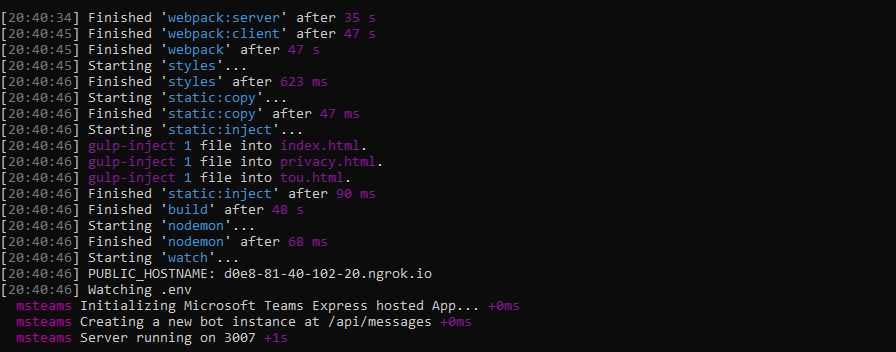 [20:40:34] Finished 'webpack:server' after 35 s
[20:40:45] Finished 'webpack:client' after 47 s
[20:40:45] Finished 'webpack' after 47 s
[20:40:45] Starting 'styles'...
[20:40:46] Finished 'styles' after 623 ms
[20:40:46] Starting 'static:copy'...
[20:40:46] Finished 'static:copy' after 47 ms
[20:40:46] Starting 'static:inject'...
[20:40:46] gulp-inject 1 file into index.html.
[20:40:46] gulp-inject 1 file into privacy.html.
[20:40:46] gulp-inject 1 file into tou.html.
[20:40:46] Finished 'static:inject' after 90 ms
[20:40:46] Finished 'build' after 48 s
[20:40:46] Starting 'nodemon'...
[20:40:46] Finished 'nodemon' after 68 ms
[20:40:46] Starting 'watch'...
[20:40:46] PUBLIC_HOSTNAME: d0e8-81-40-102-20.ngrok.io
[20:40:46] Watching .env
msteams Initializing Microsoft Teams Express hosted App... +0ms
msteams Creating a new bot instance at /api/messages +0ms
msteams Server running on 3007 +1s